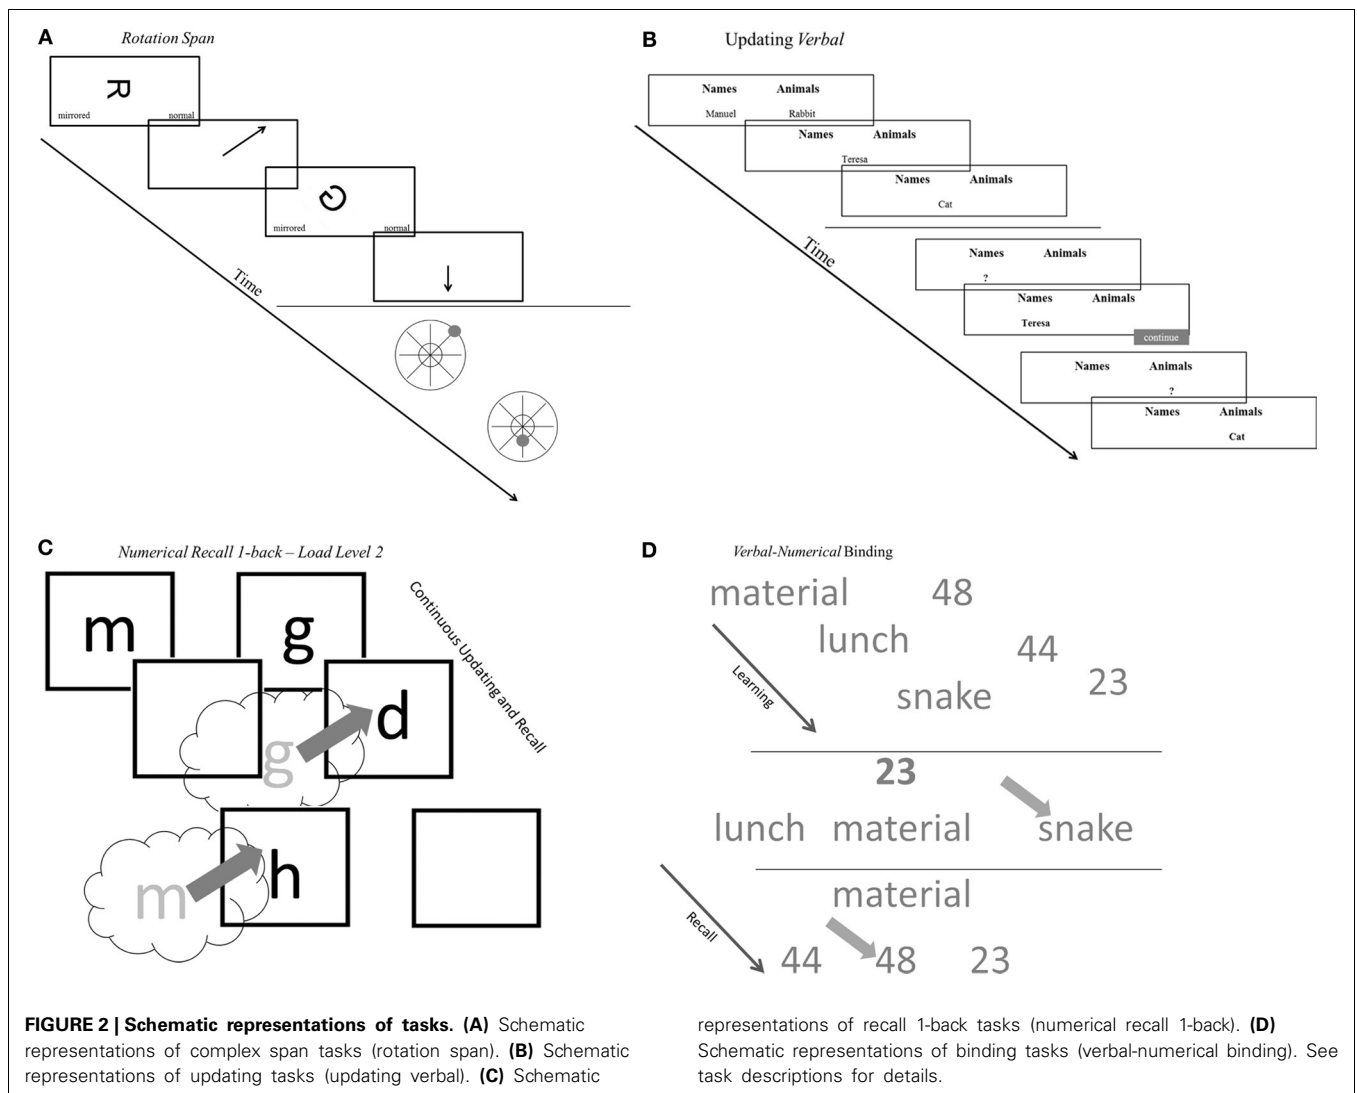 A
Rotation Span
R
mirrored normal
G
mirrored normal
Time
B
Updating Verbal
Names Animals
Manuel Rabbit
Names Animals
Teresa
Names Animals
Cat
Time
Names Animals
?
Names Animals
Teresa
continue
Names Animals
?
Names Animals
Cat
C
Numerical Recall 1-back – Load Level 2
m g
g d
m h
Continuous Updating and Recall
D
Verbal-Numerical Binding
material 48
lunch 44
snake 23
Learning
23
lunch material snake
material
Recall
44 48 23
FIGURE 2 | Schematic representations of tasks. (A) Schematic
representations of complex span tasks (rotation span). (B) Schematic
representations of updating tasks (updating verbal). (C) Schematic
representations of recall 1-back tasks (numerical recall 1-back). (D)
Schematic representations of binding tasks (verbal-numerical binding). See
task descriptions for details.